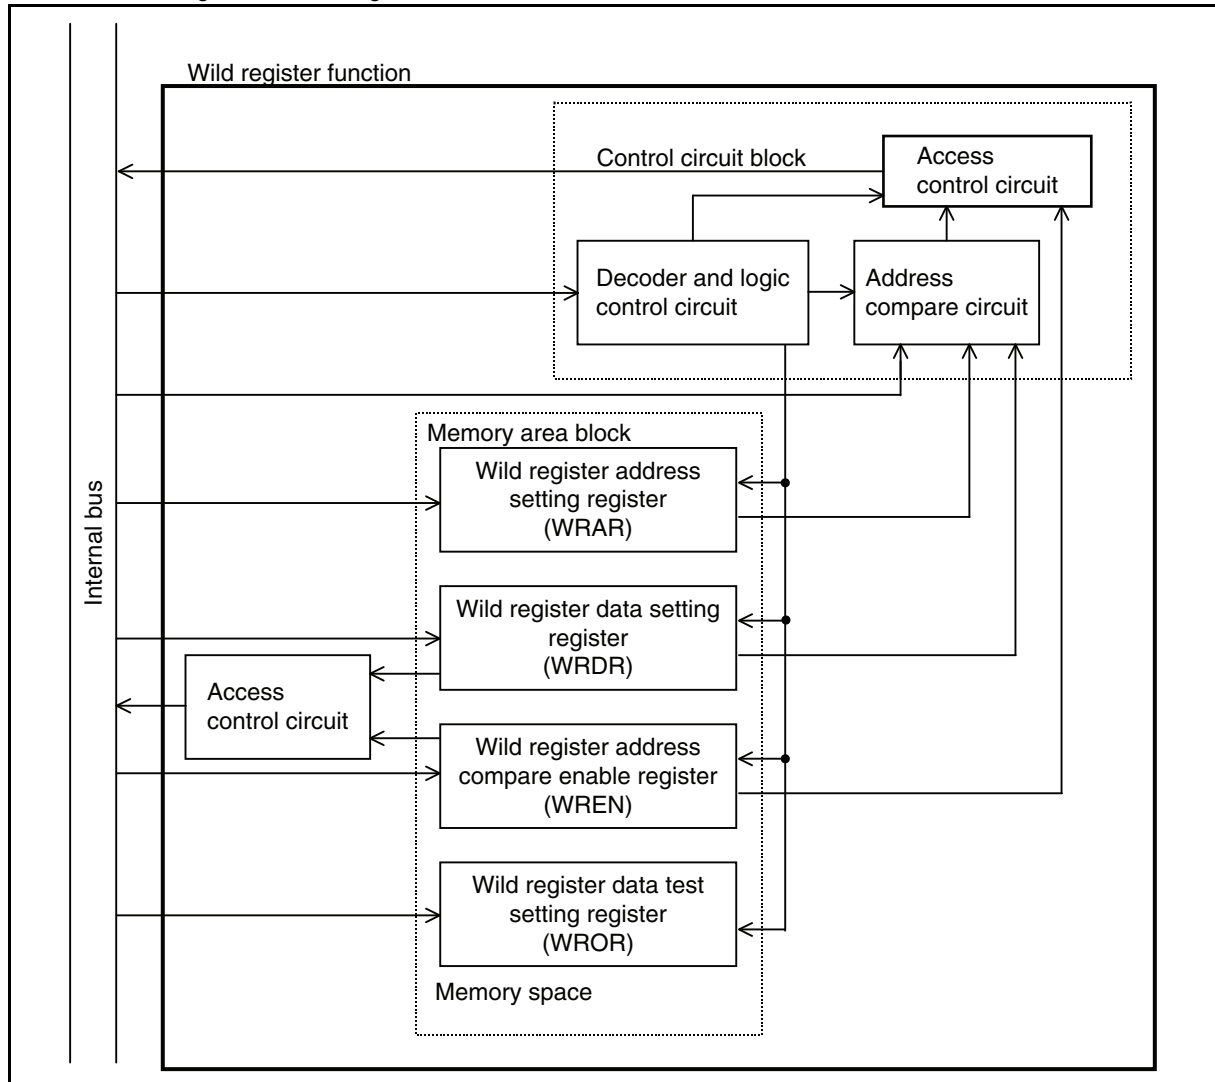 Wild register function
Control circuit block
Access
control circuit
Decoder and logic
control circuit
Address
compare circuit
Memory area block
Wild register address
setting register
(WRAR)
Internal bus
Wild register data setting
register
(WRDR)
Access
control circuit
Wild register address
compare enable register
(WREN)
Wild register data test
setting register
(WROR)
Memory space